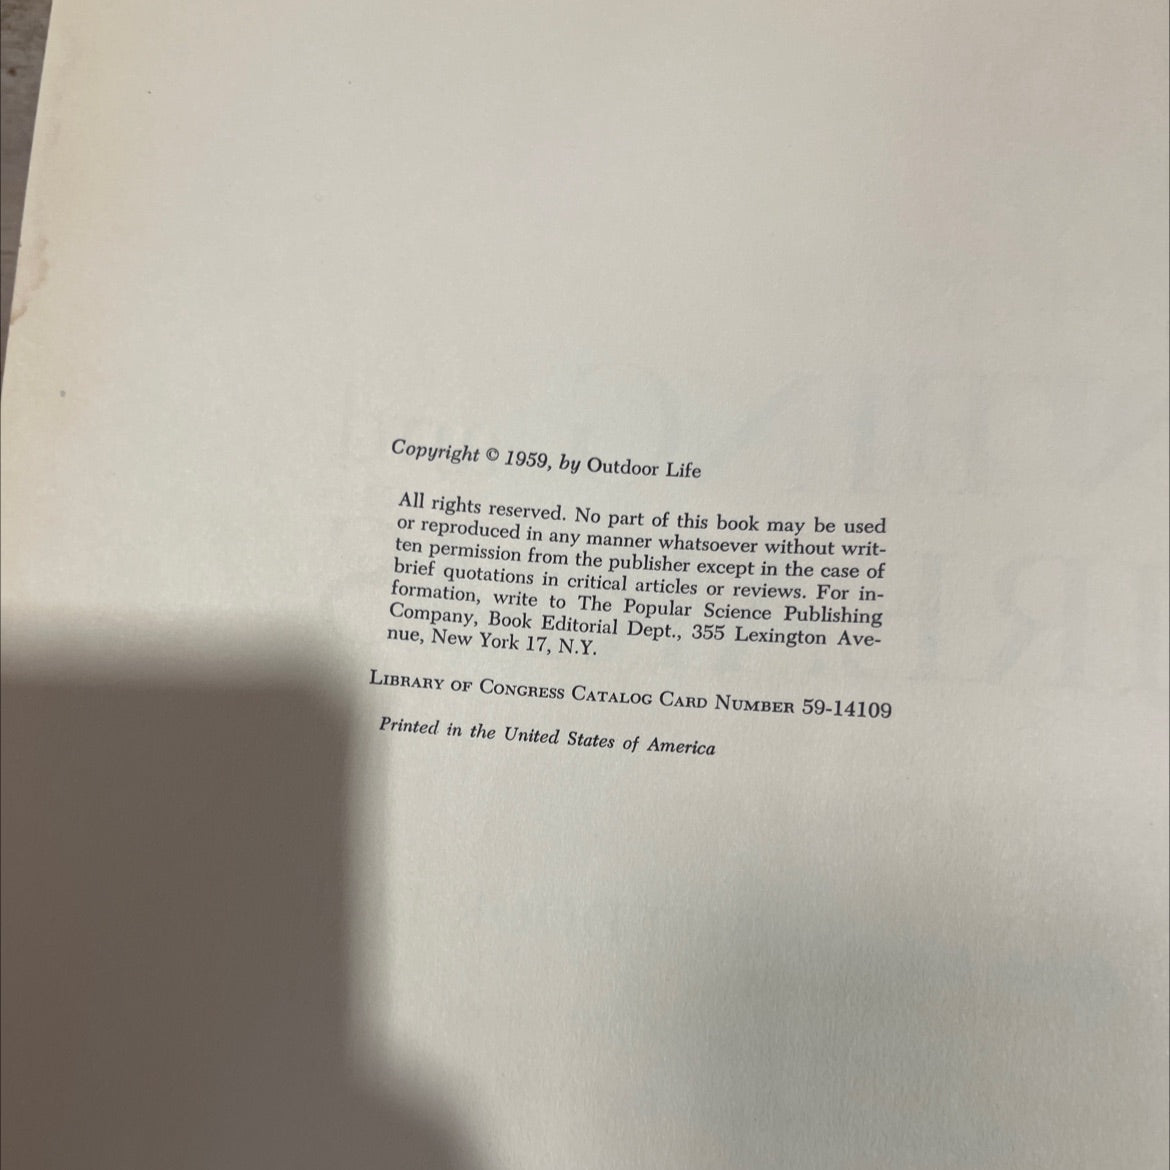 Copyright © 1959, by Outdoor Life
All rights reserved. No part of this book may be used
or reproduced in any manner whatsoever without writ-
ten permission from the publisher except in the case of
brief quotations in critical articles or reviews. For in-
formation, write to The Popular Science Publishing
Company, Book Editorial Dept., 355 Lexington Ave-
nue, New York 17, N.Y.
LIBRARY OF CONGRESS CATALOG CARD NUMBER 59-14109
Printed in the United States of America